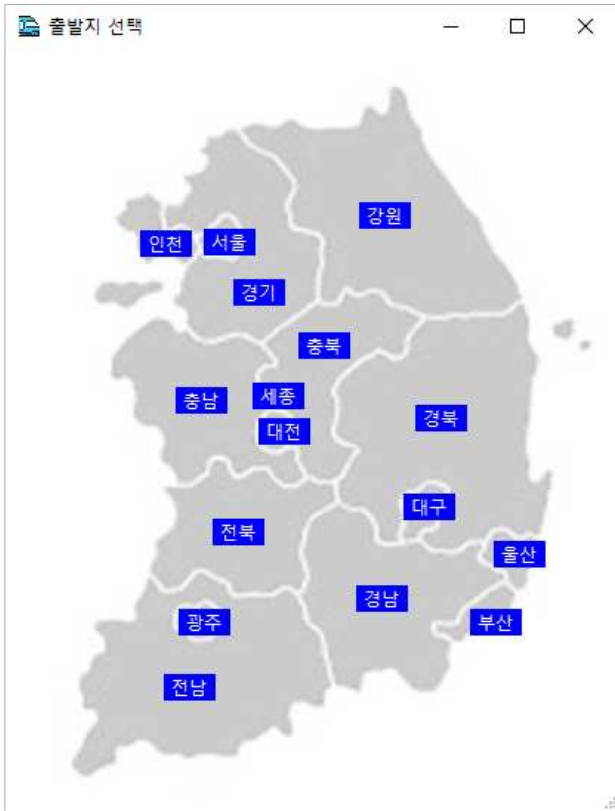 출발지 선택
강원
인천
서울
경기
충북
세종
충남
경북
대전
대구
전북
울산
경남
광주
부산
전남